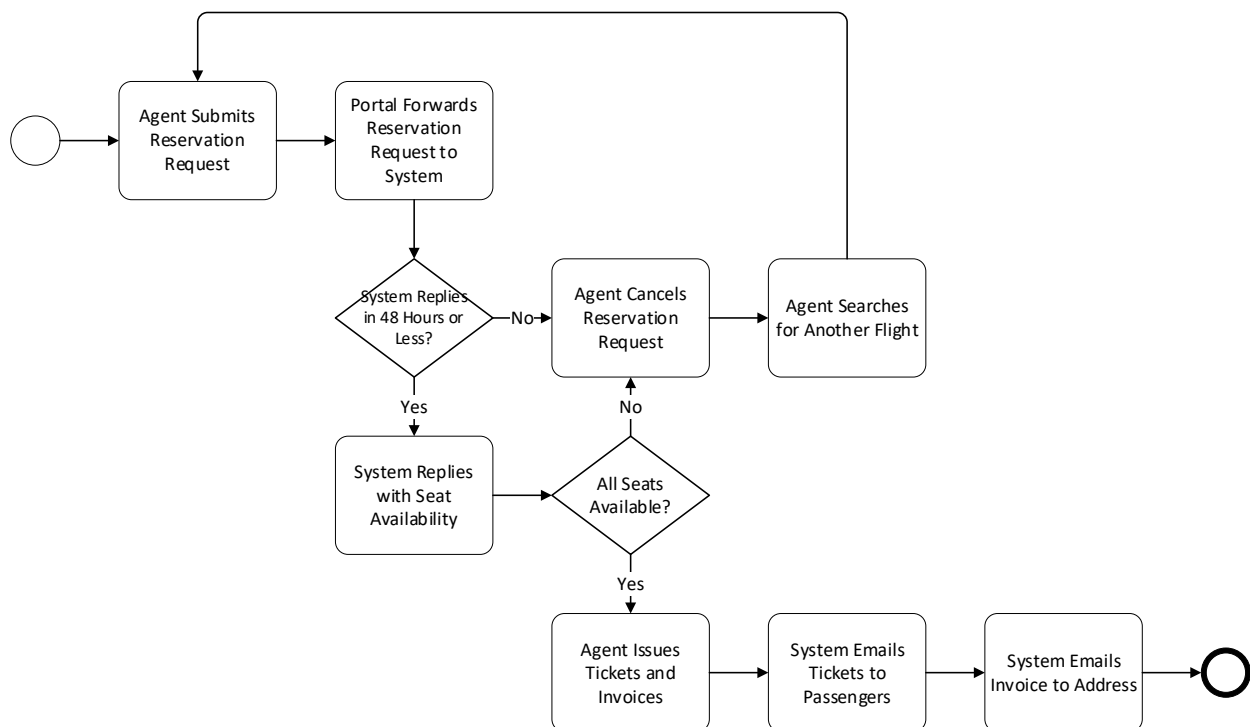 Agent Submits
Reservation
Request
Portal Forwards
Reservation
Request to
System
System Replies
in 48 Hours or
Less?
No
Agent Cancels
Reservation
Request
Agent Searches
for Another Flight
Yes
No
System Replies
with Seat
Availability
All Seats
Available?
Yes
Agent Issues
Tickets and
Invoices
System Emails
Tickets to
Passengers
System Emails
Invoice to Address